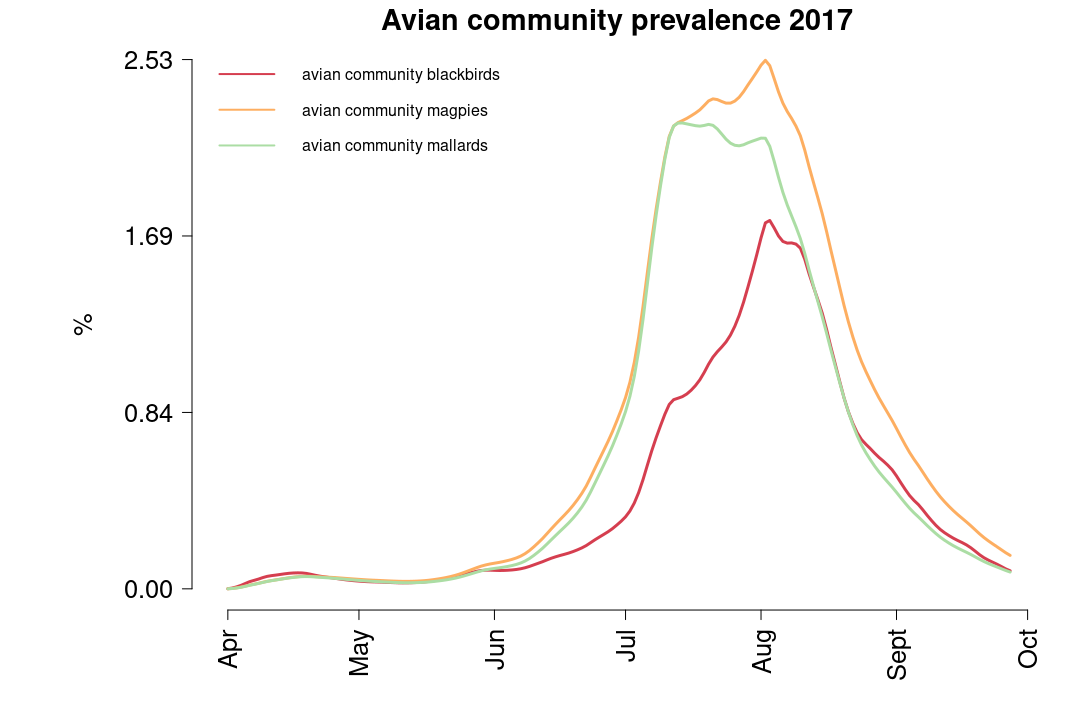 Avian community prevalence 2017
2.53
avian community blackbirds
avian community magpies
avian community mallards
1.69
%
0.84
0.00
Apr
May
Jun
Jul
Aug
Sept
Oct